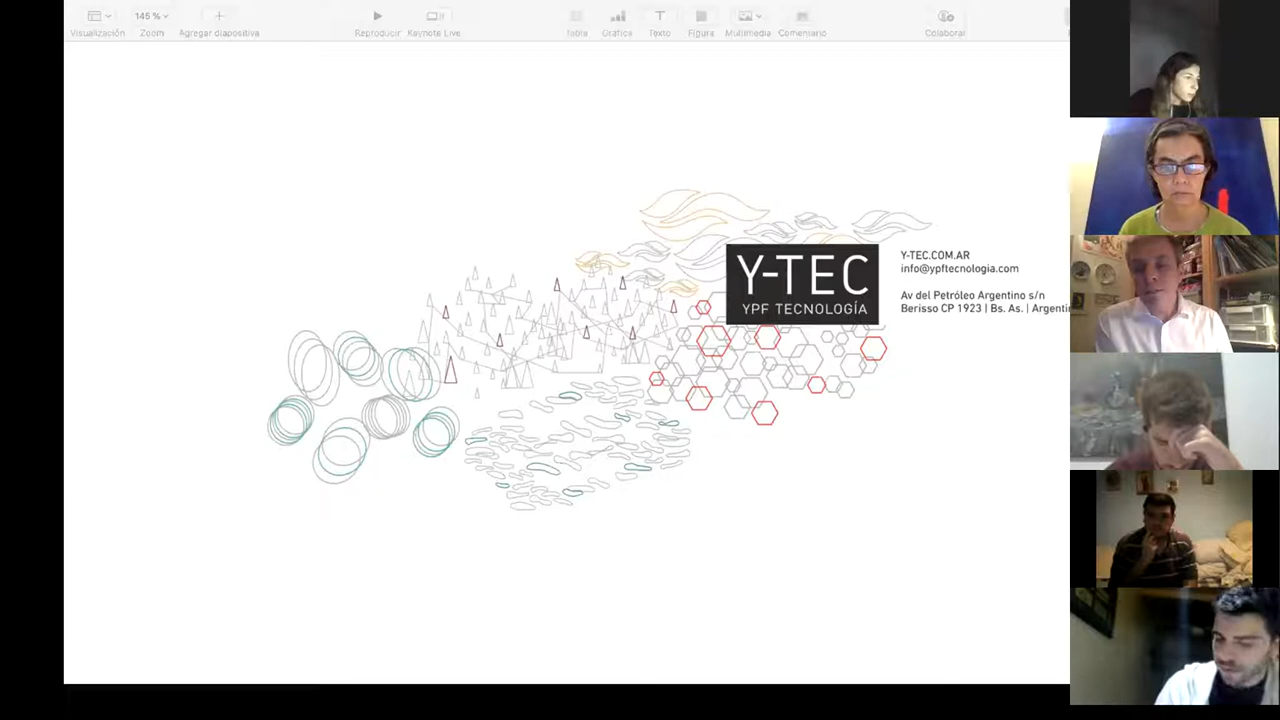 145 %
Visualización
Zoom
Agregar diapositiva
Reproducir
Keynote Live
Tabla
Gráfica
Texto
Figura
Multimedia
Comentario
Colaborar
Y-TEC
YPF TECNOLOGÍA
Y-TEC.COM.AR
info@ypftecnologia.com
Av del Petróleo Argentino s/n
Berisso CP 1923 | Bs. As. | Argenti